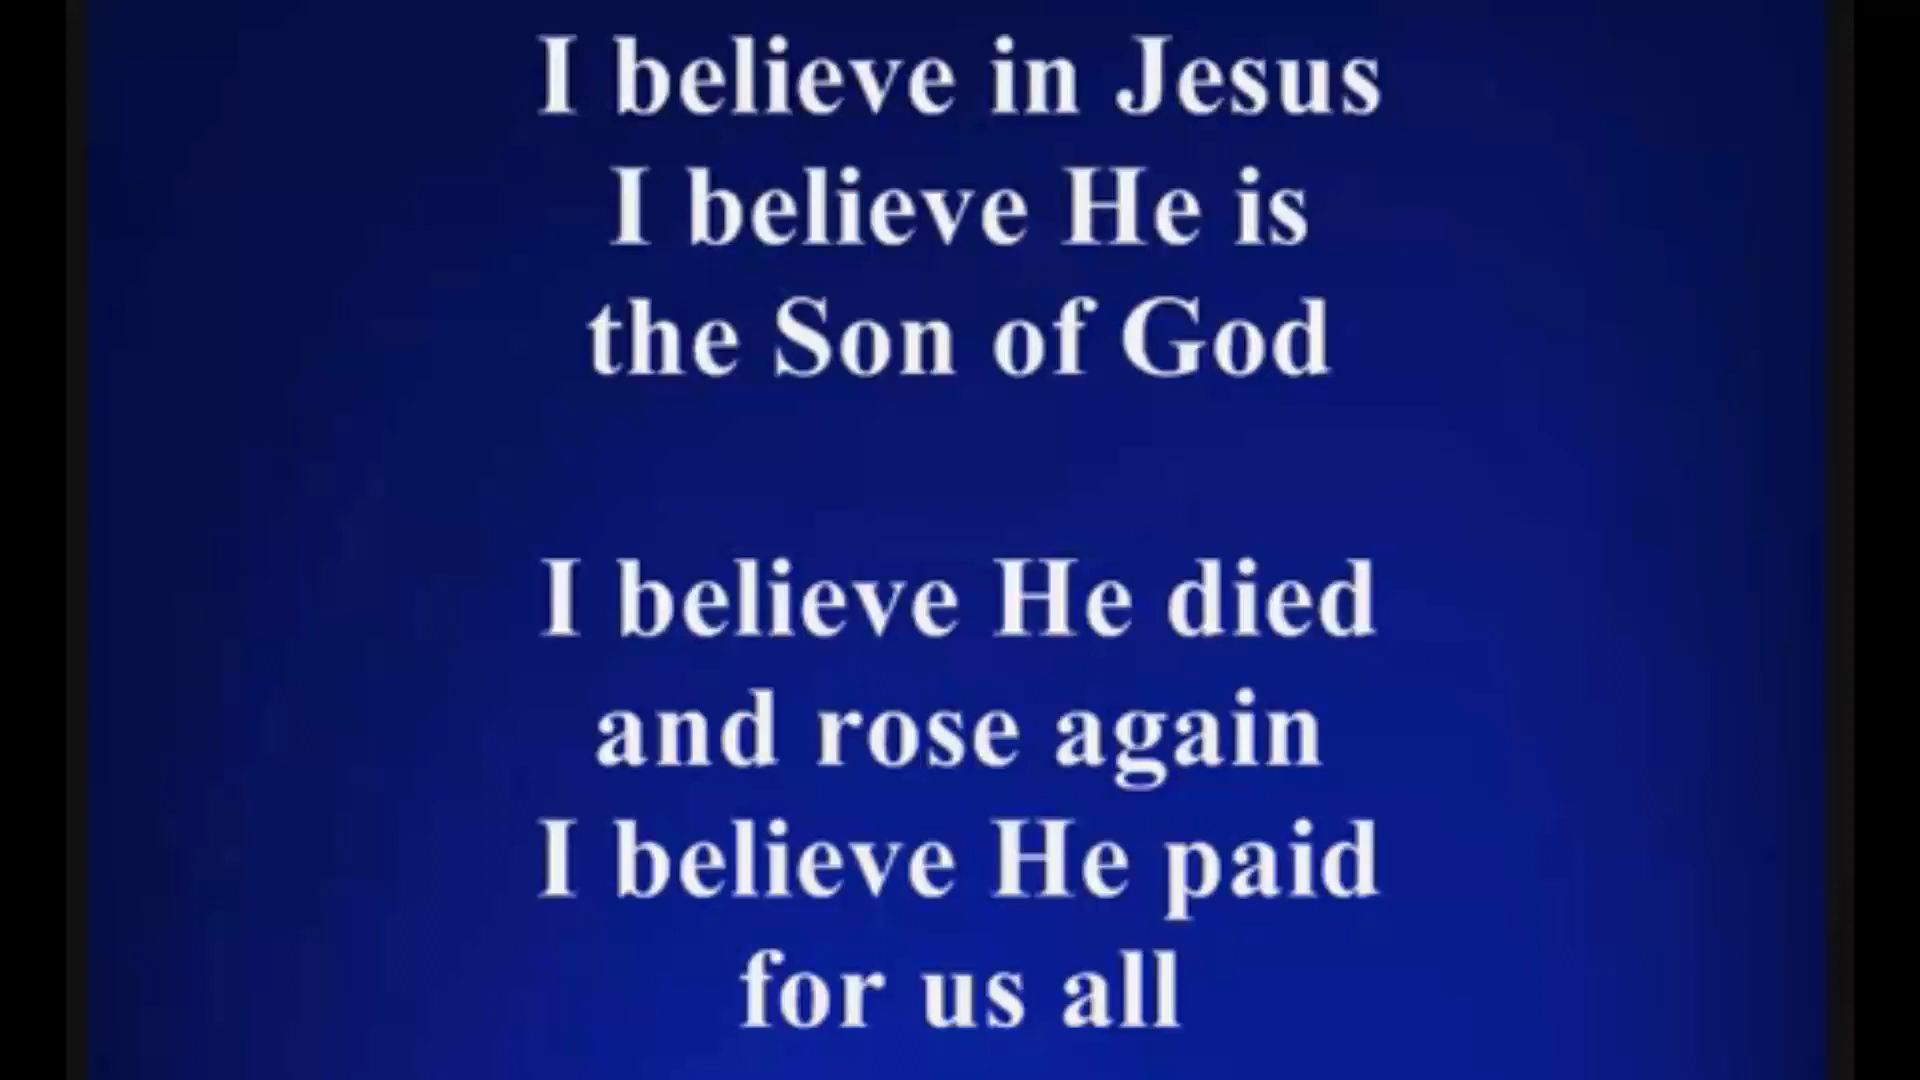 I believe in Jesus
I believe He is
the Son of God
I believe He died
and rose again
I believe He paid
for us all